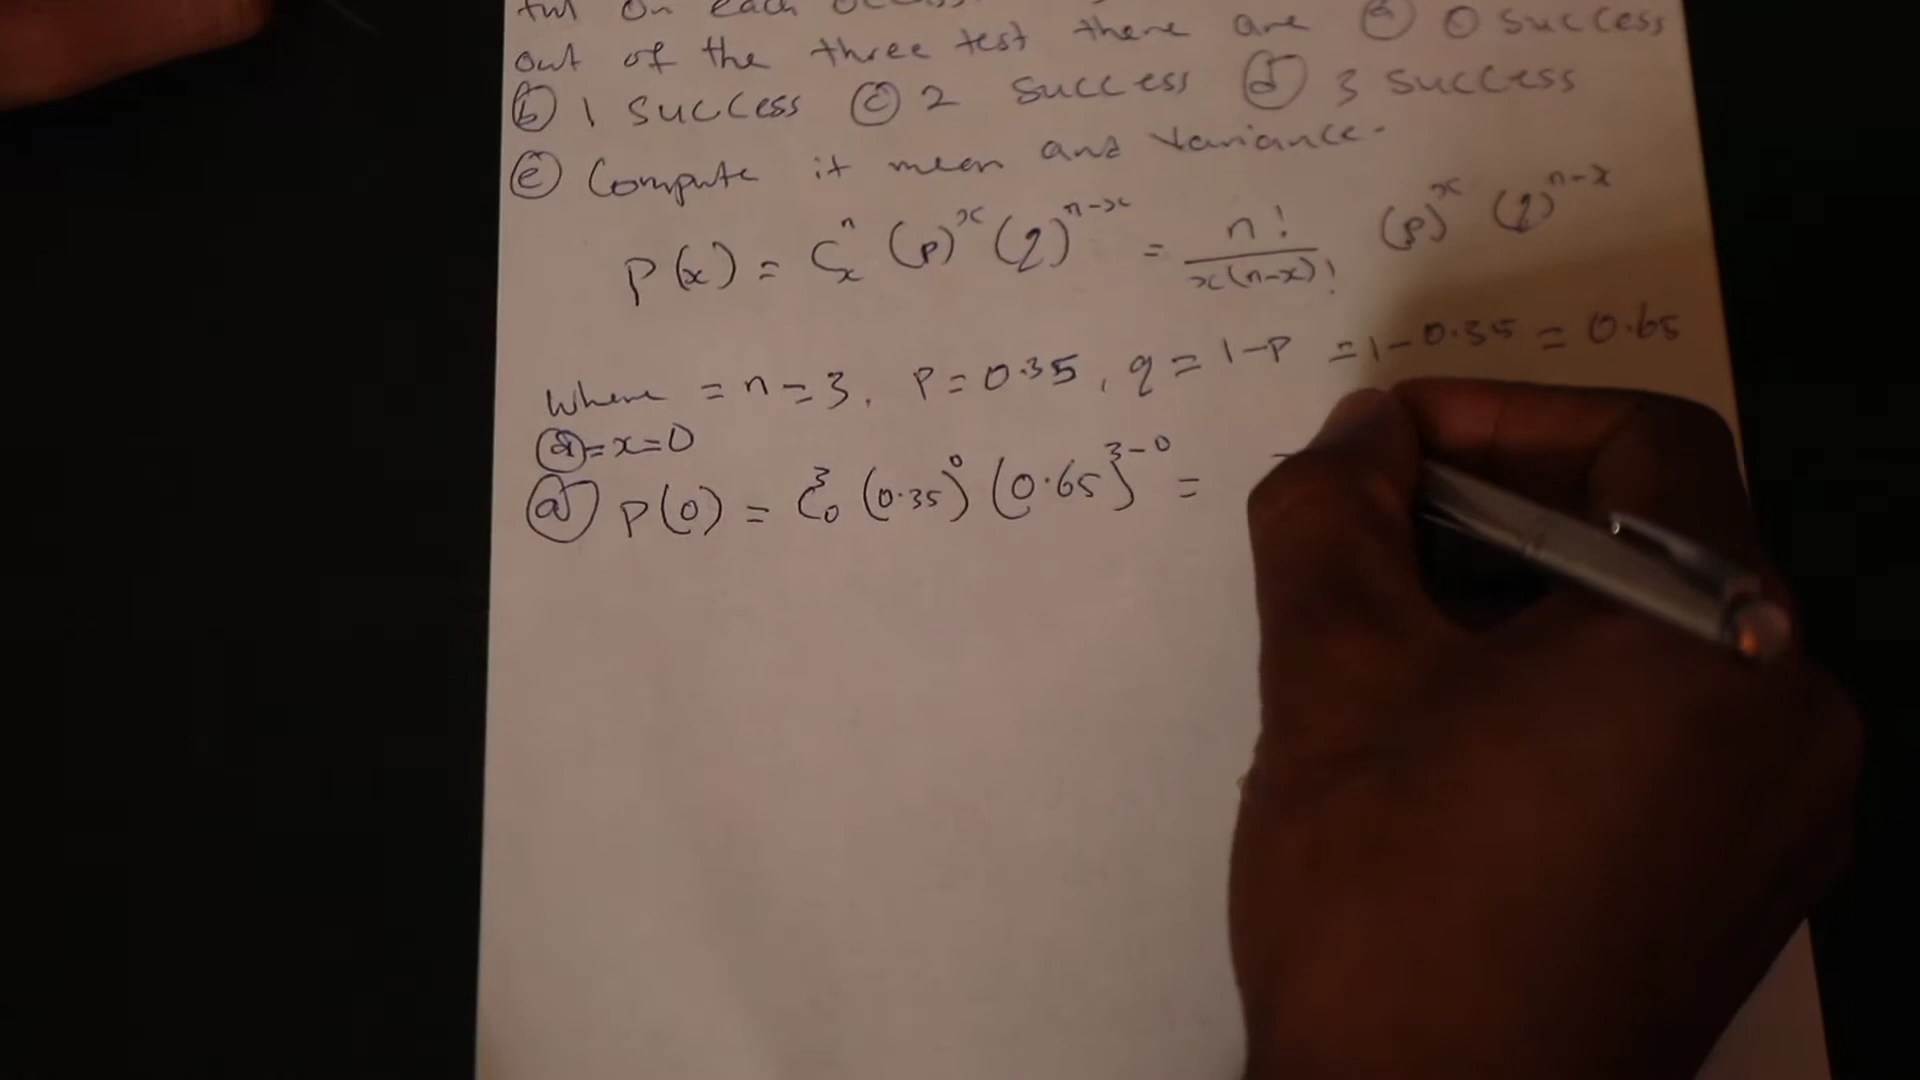 on each
out of the three test there are ⓐ 0 success
ⓑ 1 success ⓒ 2 success ⓓ 3 success
ⓔ Compute it mean and variance.
P(x) = C^n_x (p)^x (q)^{n-x} = n!/x(n-x)! (p)^x (q)^{n-x}
where = n = 3, P = 0.35, q = 1-P = 1-0.35 = 0.65
ⓐ = x = 0
ⓐ P(0) = C^3_0 (0.35)^0 (0.65)^{3-0} =